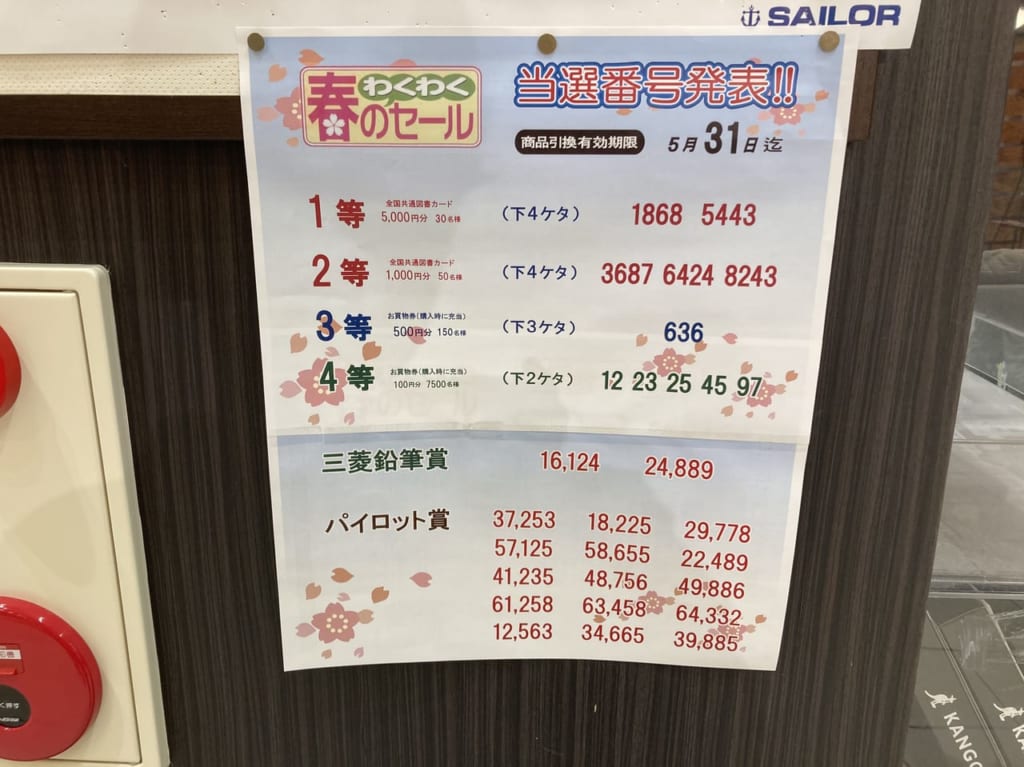 SAILOR
春のセール
わくわく
当選番号発表!!
商品引換有効期限 5月31日迄
1等 全国共通図書カード 5,000円分 30名様 (下4ケタ) 1868 5443
2等 全国共通図書カード 1,000円分 50名様 (下4ケタ) 3687 6424 8243
3等 お買物券(購入時に充当) 500円分 150名様 (下3ケタ) 636
4等 お買物券(購入時に充当) 100円分 7500名様 (下2ケタ) 12 23 25 45 97
三菱鉛筆賞 16,124 24,889
パイロット賞 37,253 18,225 29,778
57,125 58,655 22,489
41,235 48,756 49,886
61,258 63,458 64,332
12,563 34,665 39,885
く押す
KANGO